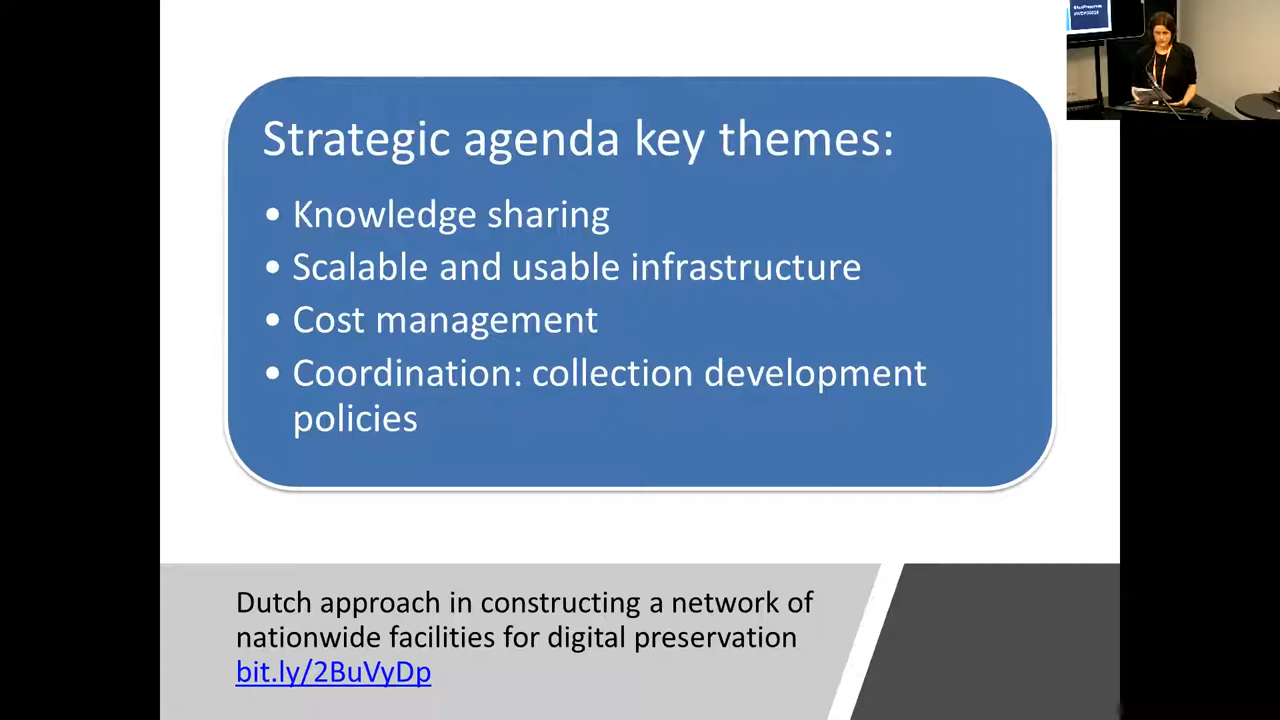 Strategic agenda key themes:
• Knowledge sharing
• Scalable and usable infrastructure
• Cost management
• Coordination: collection development
policies
Dutch approach in constructing a network of
nationwide facilities for digital preservation
bit.ly/2BuVyDp